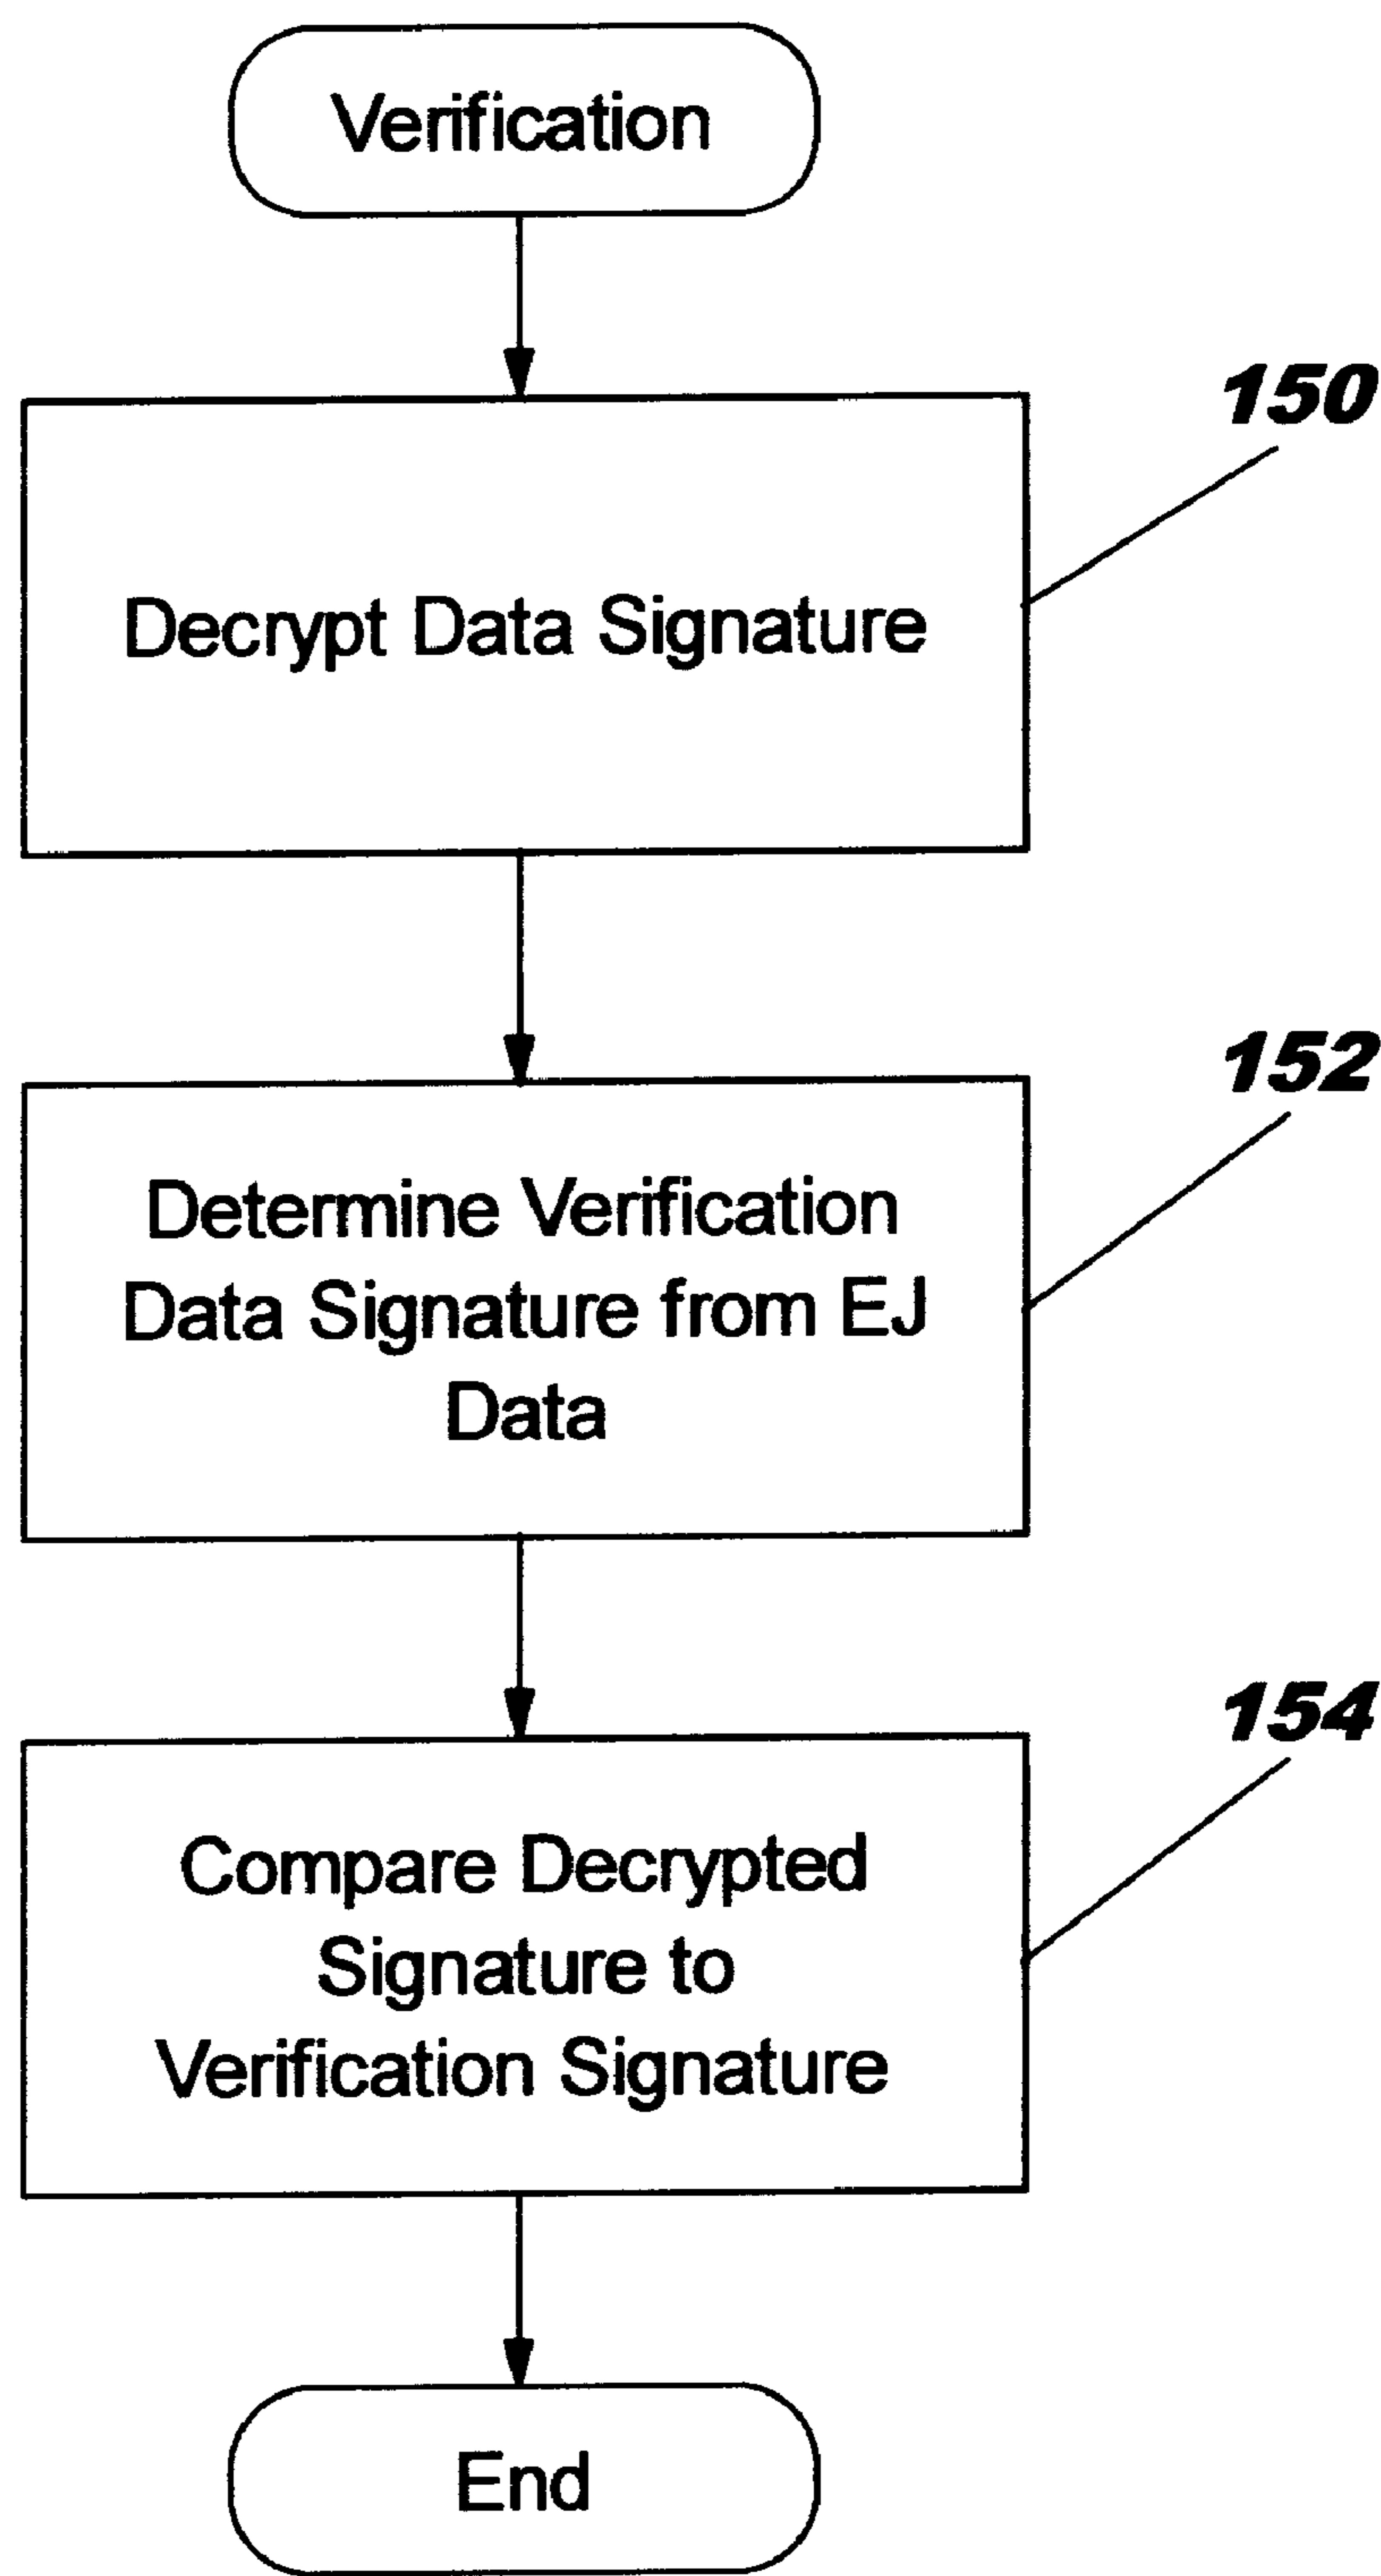 Verification
150
Decrypt Data Signature
152
Determine Verification
Data Signature from EJ
Data
154
Compare Decrypted
Signature to
Verification Signature
End